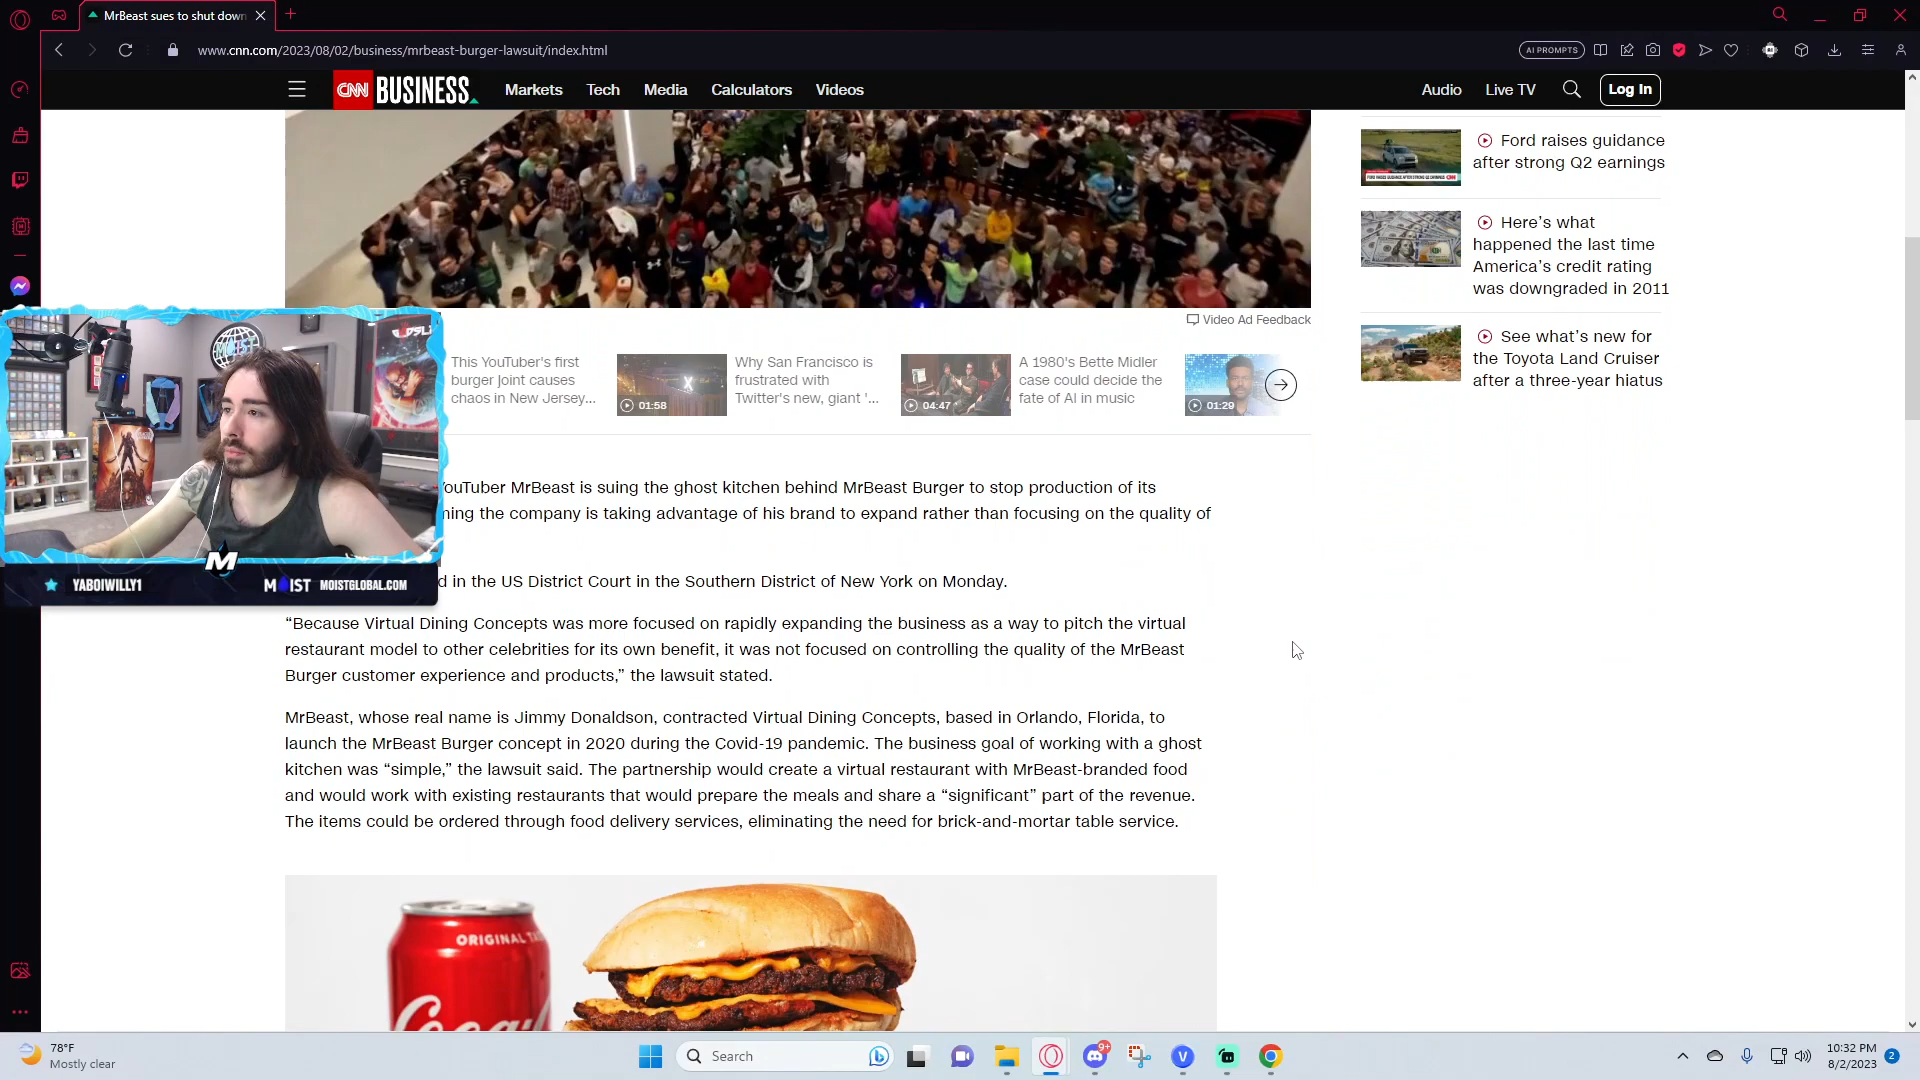 MrBeast sues to shut down
www.cnn.com/2023/08/02/business/mrbeast-burger-lawsuit/index.html
AI PROMPTS
CNN BUSINESS
Markets
Tech
Media
Calculators
Videos
Audio
Live TV
Log In
Ford raises guidance
after strong Q2 earnings
Here's what
happened the last time
America's credit rating
was downgraded in 2011
See what's new for
the Toyota Land Cruiser
after a three-year hiatus
Video Ad Feedback
This YouTuber's first
burger joint causes
chaos in New Jersey...
01:58
Why San Francisco is
frustrated with
Twitter's new, giant '...
04:47
A 1980's Bette Midler
case could decide the
fate of AI in music
01:29
MOIST
M
YABOIWILLY1
MOIST
MOISTGLOBAL.COM
YouTuber MrBeast is suing the ghost kitchen behind MrBeast Burger to stop production of its
ning the company is taking advantage of his brand to expand rather than focusing on the quality of
d in the US District Court in the Southern District of New York on Monday.
“Because Virtual Dining Concepts was more focused on rapidly expanding the business as a way to pitch the virtual
restaurant model to other celebrities for its own benefit, it was not focused on controlling the quality of the MrBeast
Burger customer experience and products,” the lawsuit stated.
MrBeast, whose real name is Jimmy Donaldson, contracted Virtual Dining Concepts, based in Orlando, Florida, to
launch the MrBeast Burger concept in 2020 during the Covid-19 pandemic. The business goal of working with a ghost
kitchen was “simple,” the lawsuit said. The partnership would create a virtual restaurant with MrBeast-branded food
and would work with existing restaurants that would prepare the meals and share a “significant” part of the revenue.
The items could be ordered through food delivery services, eliminating the need for brick-and-mortar table service.
ORIGINAL TA
78°F
Mostly clear
Search
9+
10:32 PM
8/2/2023
2